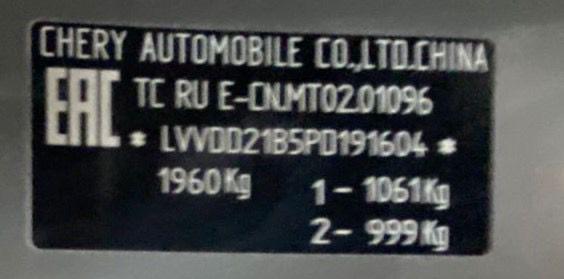 CHERY AUTOMOBILE CO.,LTD.CHINA
EAC TC RU E-CN.MT02.01096
* LVVDD21B5PD191604 *
1960Kg 1- 1061Kg
2- 999Kg